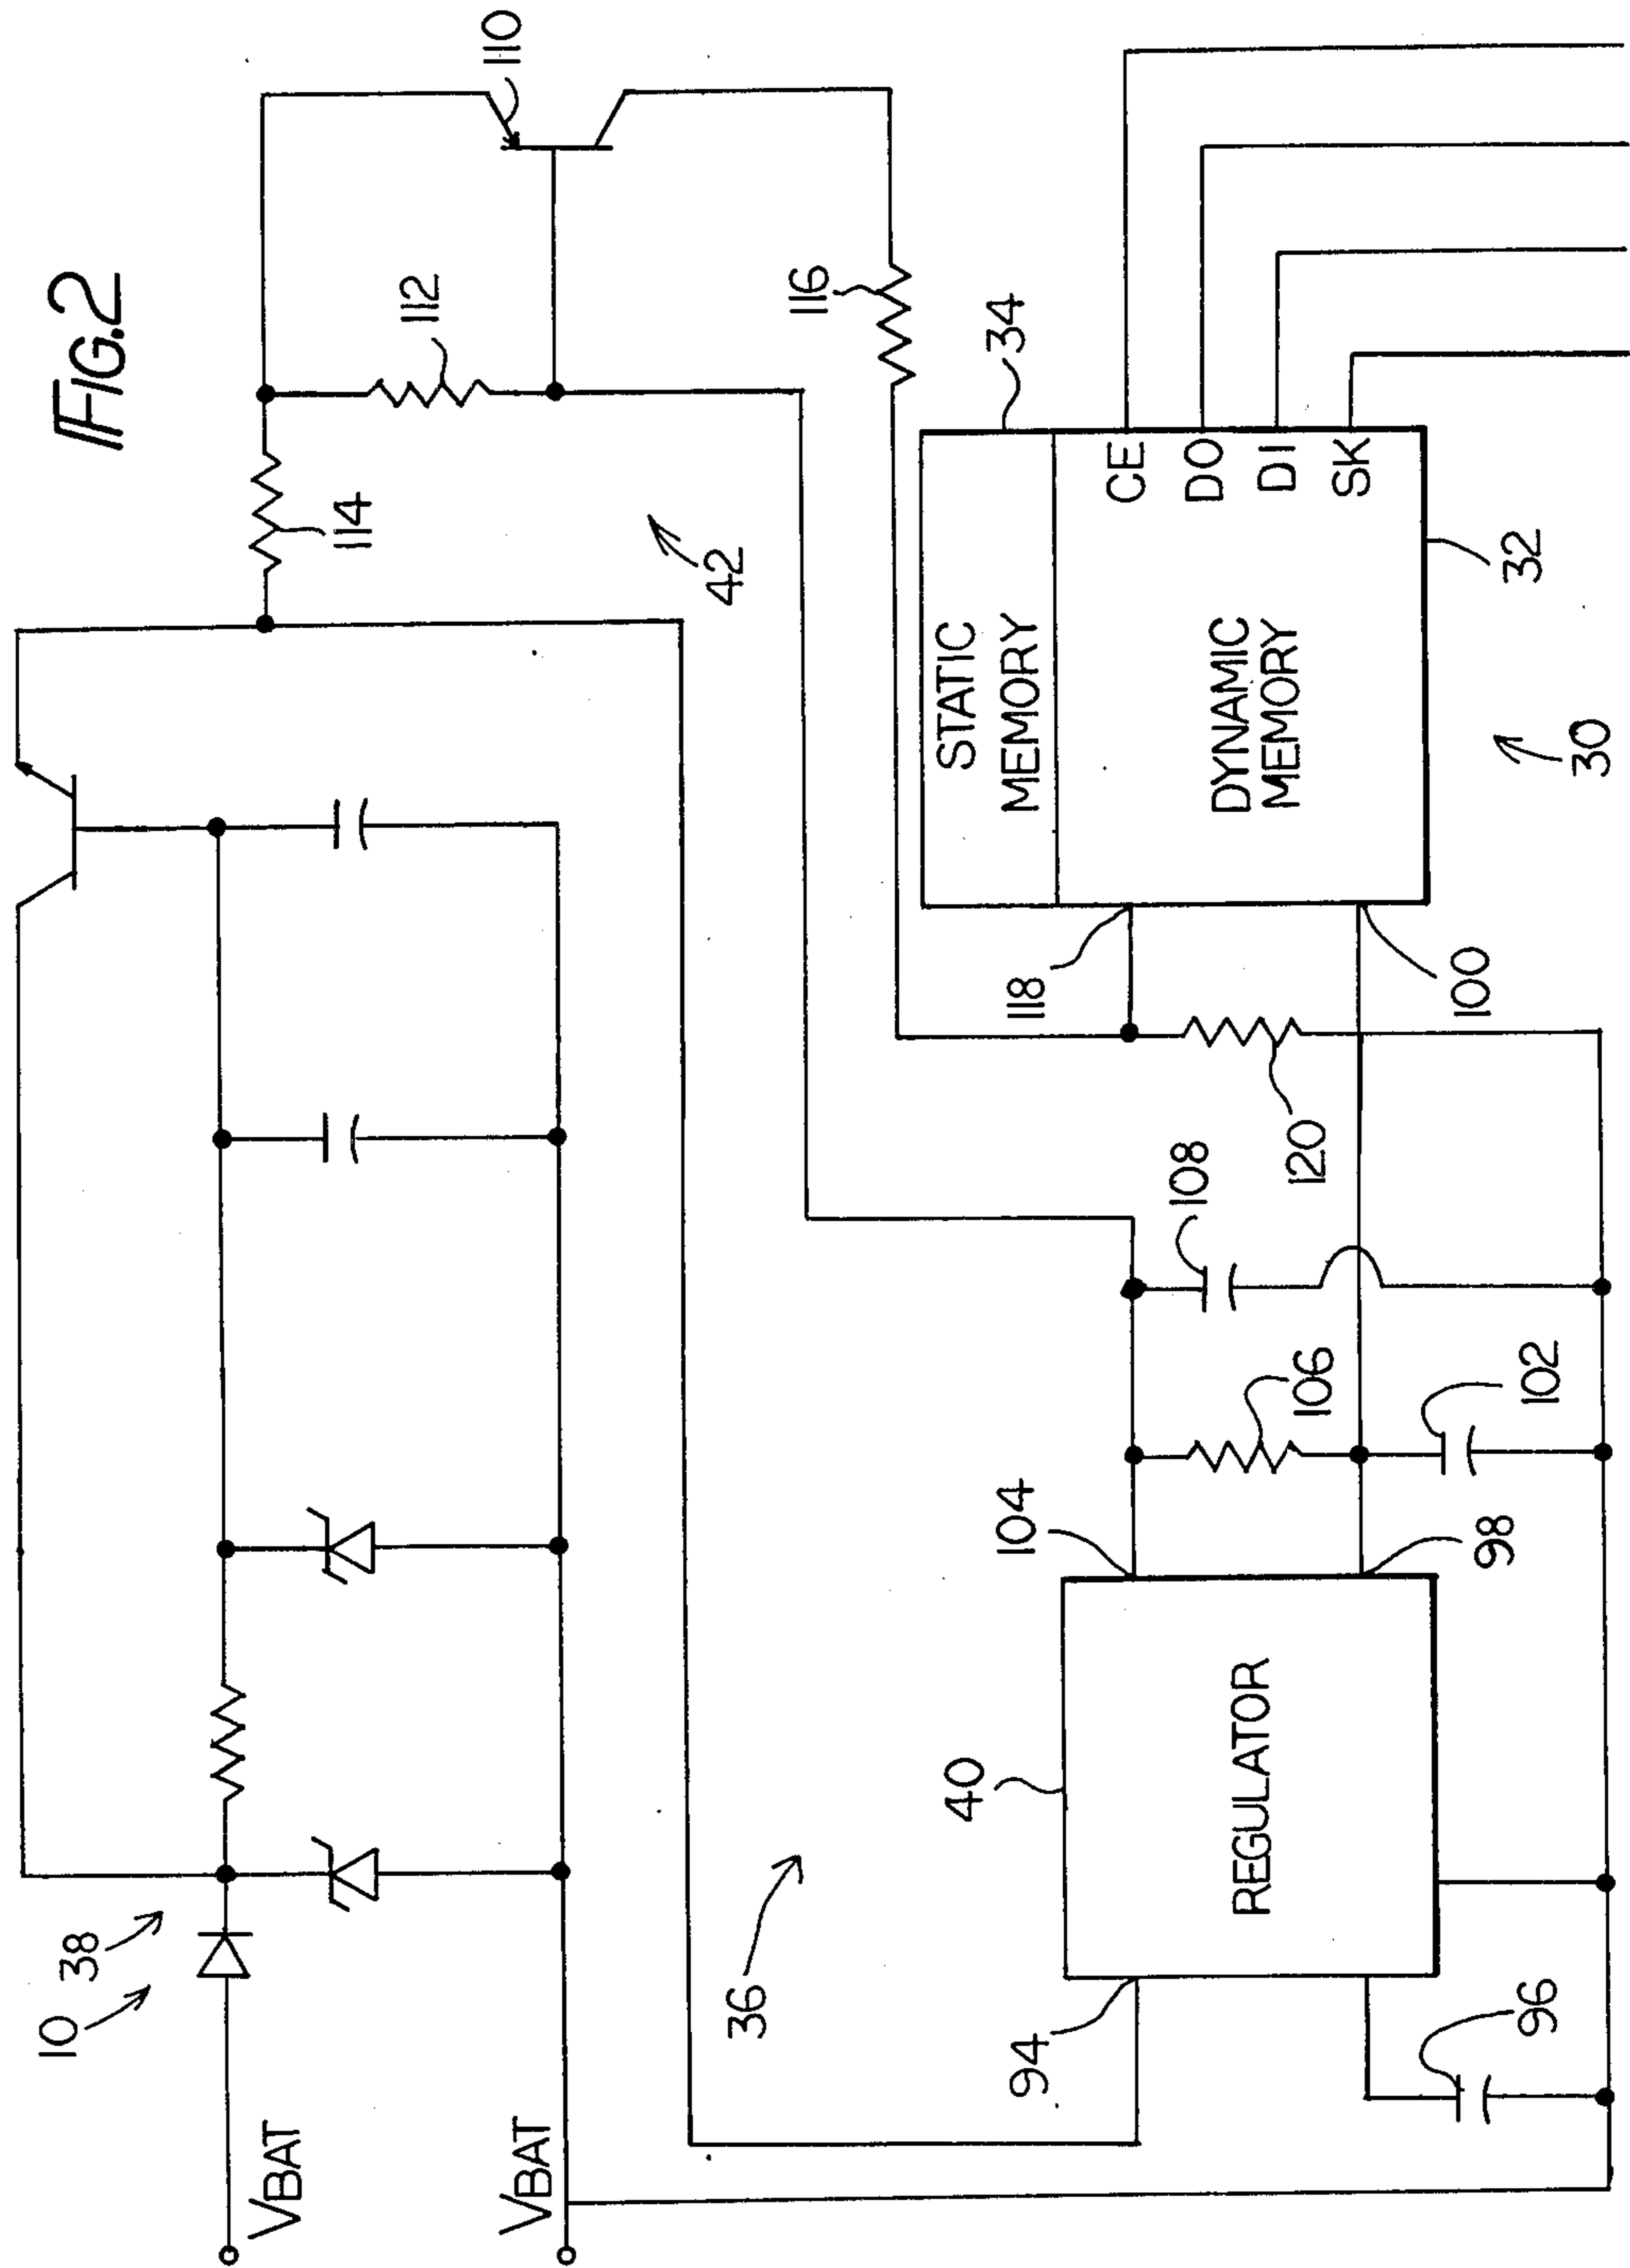 FIG.2
10
38
VBAT
VBAT
110
112
114
42
116
36
40
REGULATOR
94
96
104
98
106
102
108
120
118
100
STATIC
MEMORY
34
DYNAMIC
MEMORY
CE
DO
DI
SK
32
30